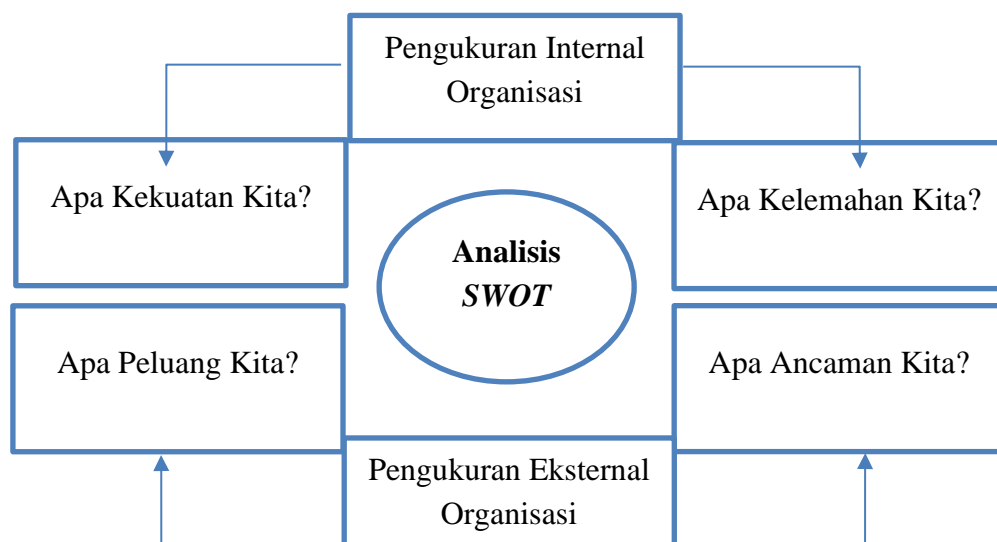 Pengukuran Internal
Organisasi
Apa Kekuatan Kita?
Apa Kelemahan Kita?
Analisis
SWOT
Apa Peluang Kita?
Apa Ancaman Kita?
Pengukuran Eksternal
Organisasi